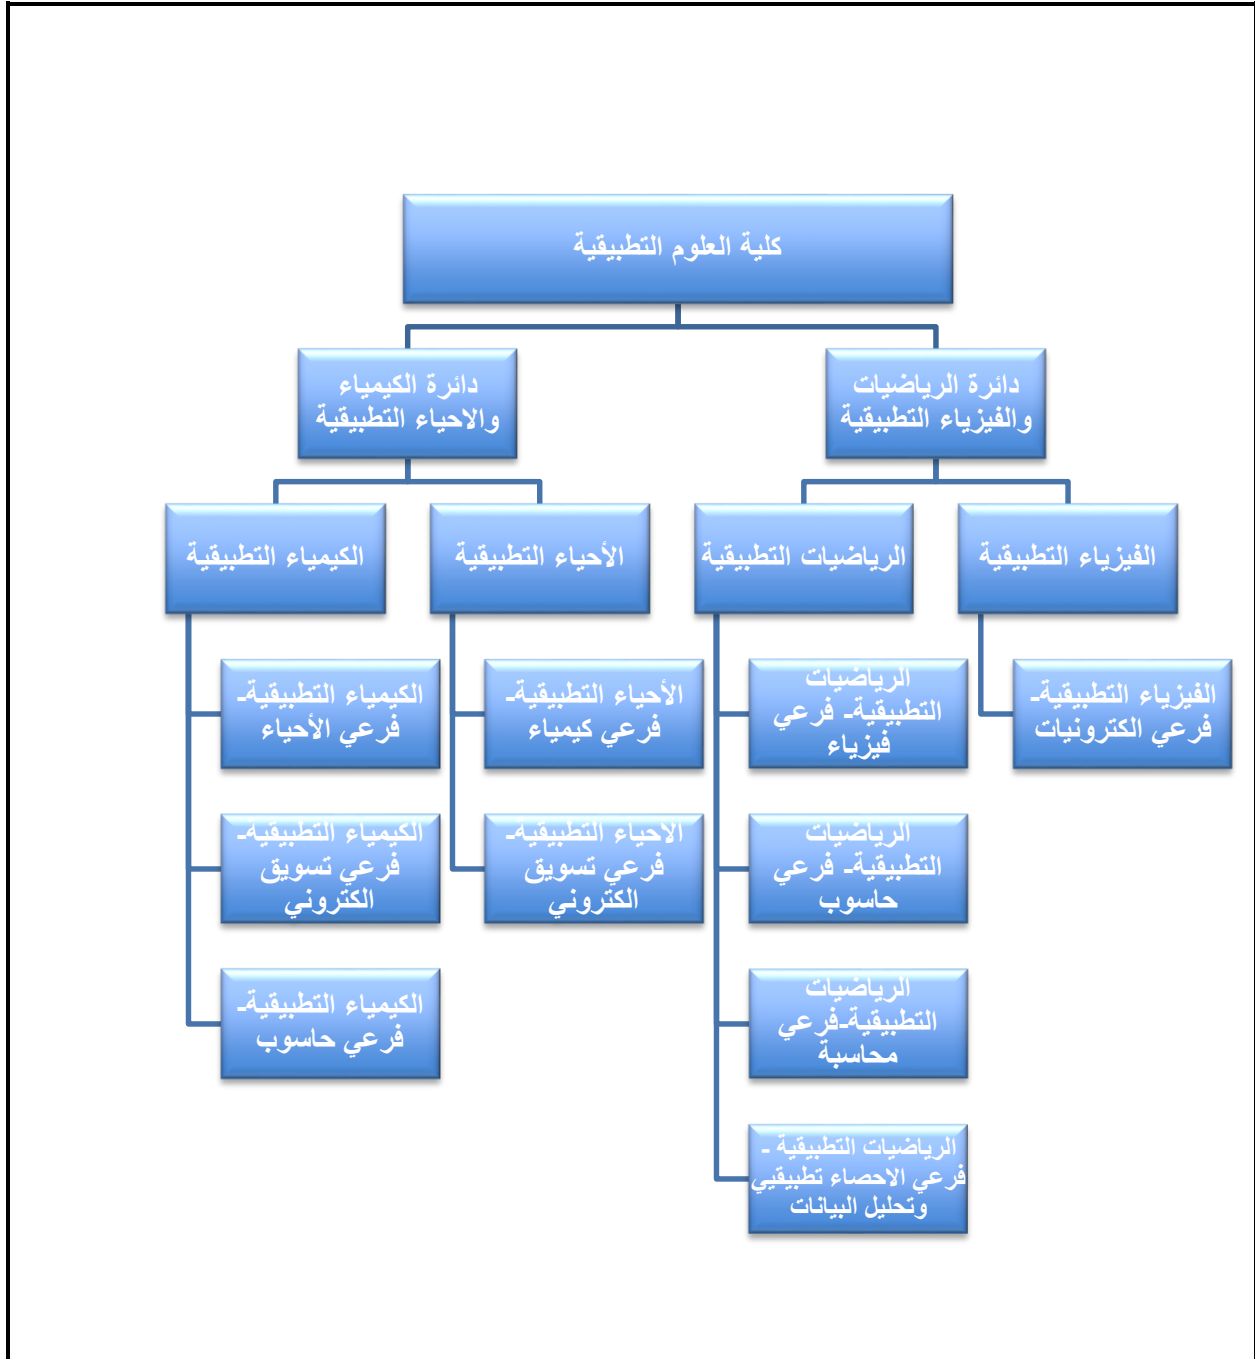 كلية العلوم التطبيقية
دائرة الرياضيات
والفيزياء التطبيقية
دائرة الكيمياء
والاحياء التطبيقية
الفيزياء التطبيقية
الرياضيات التطبيقية
الأحياء التطبيقية
الكيمياء التطبيقية
الفيزياء التطبيقية-
فرعي الكترونيات
الرياضيات
التطبيقية- فرعي
فيزياء
الرياضيات
التطبيقية- فرعي
حاسوب
الرياضيات
التطبيقية-فرعي
محاسبة
الرياضيات التطبيقية -
فرعي الاحصاء تطبيقيي
وتحليل البيانات
الأحياء التطبيقية-
فرعي كيمياء
الأحياء التطبيقية-
فرعي تسويق
الكتروني
الكيمياء التطبيقية-
فرعي الأحياء
الكيمياء التطبيقية-
فرعي تسويق
الكتروني
الكيمياء التطبيقية-
فرعي حاسوب